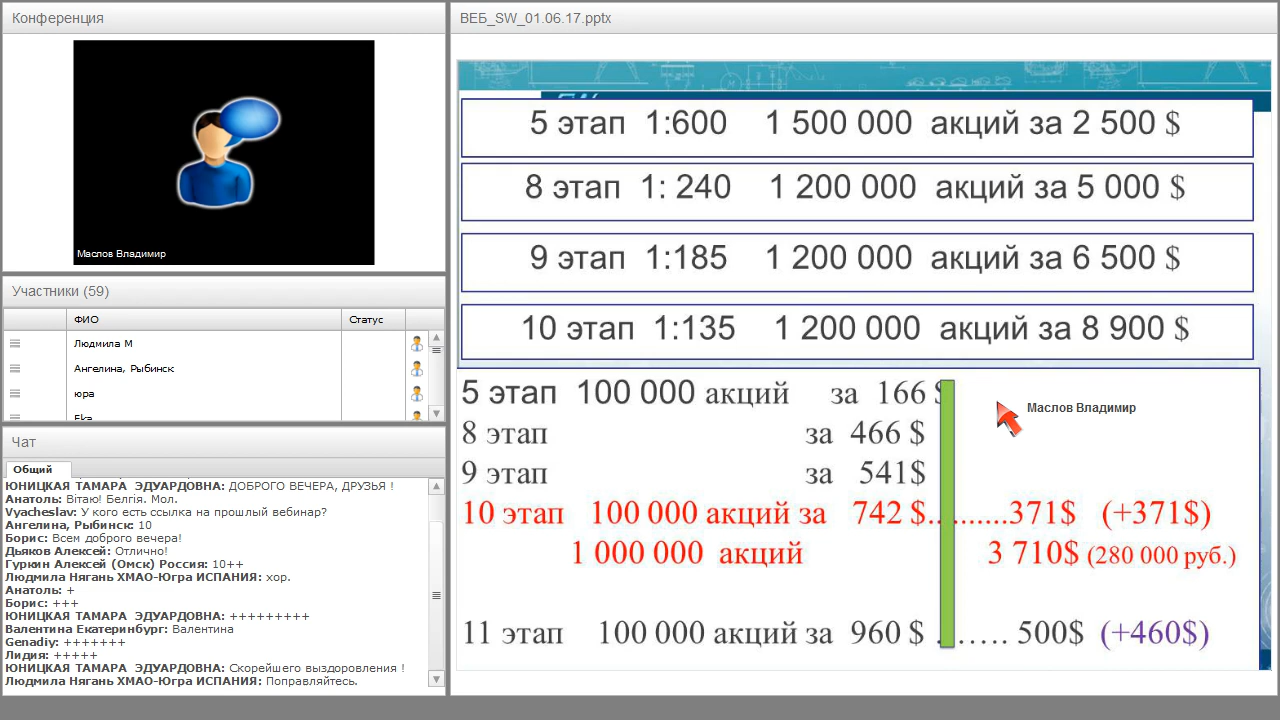 Конференция
Маслов Владимир
Участники (59)
ФИО Статус
Людмила М
Ангелина, Рыбинск
юра
Чат
Общий
ЮНИЦКАЯ ТАМАРА ЭДУАРДОВНА: ДОБРОГО ВЕЧЕРА, ДРУЗЬЯ !
Анатоль: Вітаю! Белгія. Мол.
Vyacheslav: У кого есть ссылка на прошлый вебинар?
Ангелина, Рыбинск: 10
Борис: Всем доброго вечера!
Дьяков Алексей: Отлично!
Гуркин Алексей (Омск) Россия: 10++
Людмила Нягань ХМАО-Югра ИСПАНИЯ: хор.
Анатоль: +
Борис: +++
ЮНИЦКАЯ ТАМАРА ЭДУАРДОВНА: +++++++++
Валентина Екатеринбург: Валентина
Genadiy: +++++++
Лидия: +++++
ЮНИЦКАЯ ТАМАРА ЭДУАРДОВНА: Скорейшего выздоровления !
Людмила Нягань ХМАО-Югра ИСПАНИЯ: Поправляйтесь.
ВЕБ_SW_01.06.17.pptx
5 этап 1:600 1 500 000 акций за 2 500 $
8 этап 1: 240 1 200 000 акций за 5 000 $
9 этап 1:185 1 200 000 акций за 6 500 $
10 этап 1:135 1 200 000 акций за 8 900 $
5 этап 100 000 акций за 166 $
Маслов Владимир
8 этап за 466 $
9 этап за 541$
10 этап 100 000 акций за 742 $..........371$ (+371$)
1 000 000 акций 3 710$ (280 000 руб.)
11 этап 100 000 акций за 960 $ ........ 500$ (+460$)